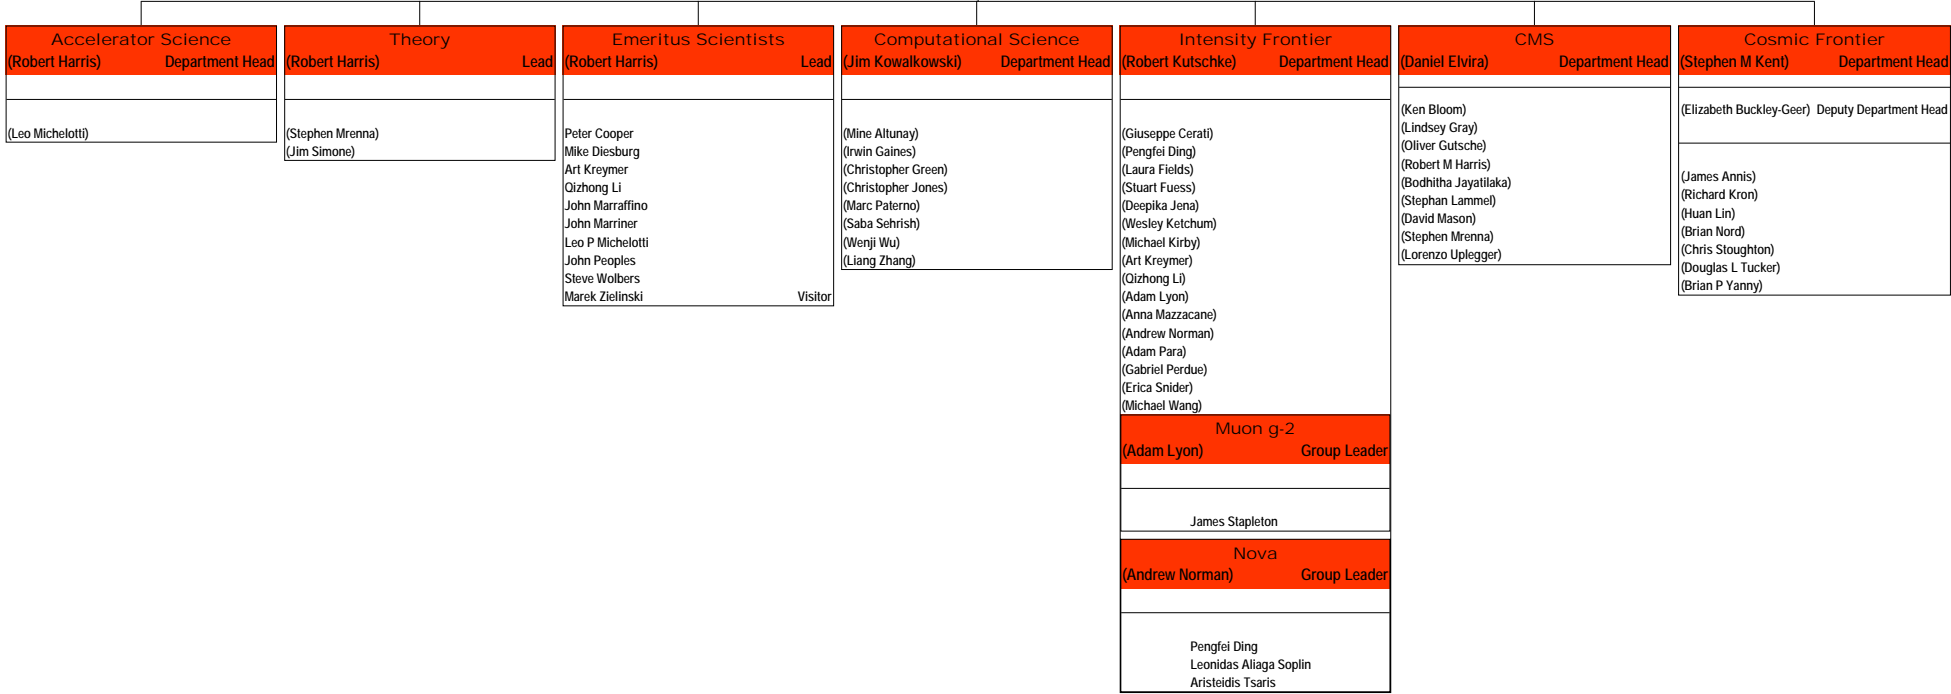 Accelerator Science
(Robert Harris) Department Head
(Leo Michelotti)
Theory
(Robert Harris) Lead
(Stephen Mrenna)
(Jim Simone)
Emeritus Scientists
(Robert Harris) Lead
Peter Cooper
Mike Diesburg
Art Kreymer
Qizhong Li
John Marraffino
John Marriner
Leo P Michelotti
John Peoples
Steve Wolbers
Marek Zielinski Visitor
Computational Science
(Jim Kowalkowski) Department Head
(Mine Altunay)
(Irwin Gaines)
(Christopher Green)
(Christopher Jones)
(Marc Paterno)
(Saba Sehrish)
(Wenji Wu)
(Liang Zhang)
Intensity Frontier
(Robert Kutschke) Department Head
(Giuseppe Cerati)
(Pengfei Ding)
(Laura Fields)
(Stuart Fuess)
(Deepika Jena)
(Wesley Ketchum)
(Michael Kirby)
(Art Kreymer)
(Qizhong Li)
(Adam Lyon)
(Anna Mazzacane)
(Andrew Norman)
(Adam Para)
(Gabriel Perdue)
(Erica Snider)
(Michael Wang)
Muon g-2
(Adam Lyon) Group Leader
James Stapleton
Nova
(Andrew Norman) Group Leader
Pengfei Ding
Leonidas Aliaga Soplin
Aristeidis Tsaris
CMS
(Daniel Elvira) Department Head
(Ken Bloom)
(Lindsey Gray)
(Oliver Gutsche)
(Robert M Harris)
(Bodhitha Jayatilaka)
(Stephan Lammel)
(David Mason)
(Stephen Mrenna)
(Lorenzo Uplegger)
Cosmic Frontier
(Stephen M Kent) Department Head
(Elizabeth Buckley-Geer) Deputy Department Head
(James Annis)
(Richard Kron)
(Huan Lin)
(Brian Nord)
(Chris Stoughton)
(Douglas L Tucker)
(Brian P Yanny)